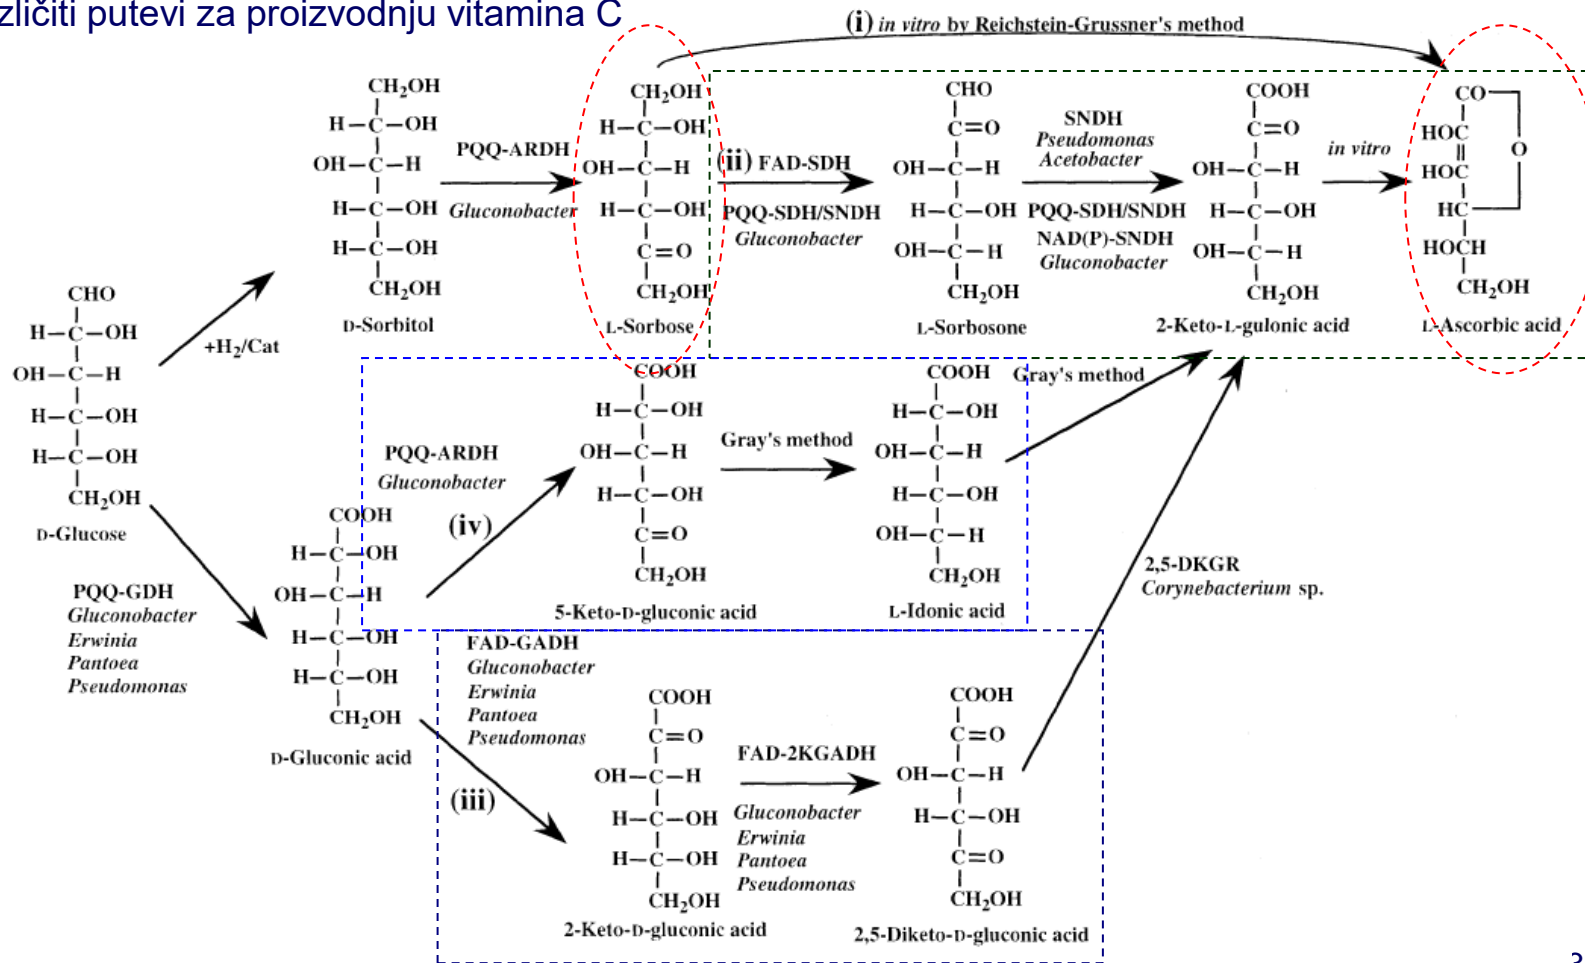 zličiti putevi za proizvodnju vitamina C
(i) in vitro by Reichstein-Grussner's method
CH₂OH
H–C–OH
OH–C–H
H–C–OH
H–C–OH
CH₂OH
D-Sorbitol
PQQ-ARDH
Gluconobacter
CH₂OH
H–C–OH
OH–C–H
H–C–OH
C=O
CH₂OH
L-Sorbose
(ii) FAD-SDH
PQQ-SDH/SNDH
Gluconobacter
CHO
C=O
OH–C–H
H–C–OH
OH–C–H
CH₂OH
L-Sorbosone
SNDH
Pseudomonas
Acetobacter
PQQ-SDH/SNDH
NAD(P)-SNDH
Gluconobacter
COOH
C=O
OH–C–H
H–C–OH
OH–C–H
CH₂OH
2-Keto-L-gulonic acid
in vitro
CO
HOC
O
HOC
HC
HOCH
CH₂OH
L-Ascorbic acid
CHO
H–C–OH
OH–C–H
H–C–OH
H–C–OH
CH₂OH
D-Glucose
+H₂/Cat
PQQ-GDH
Gluconobacter
Erwinia
Pantoea
Pseudomonas
COOH
H–C–OH
OH–C–H
H–C–OH
H–C–OH
CH₂OH
D-Gluconic acid
PQQ-ARDH
Gluconobacter
(iv)
COOH
H–C–OH
OH–C–H
H–C–OH
C=O
CH₂OH
5-Keto-D-gluconic acid
Gray's method
COOH
H–C–OH
OH–C–H
H–C–OH
OH–C–H
CH₂OH
L-Idonic acid
Gray's method
FAD-GADH
Gluconobacter
Erwinia
Pantoea
Pseudomonas
(iii)
COOH
C=O
OH–C–H
H–C–OH
H–C–OH
CH₂OH
2-Keto-D-gluconic acid
FAD-2KGADH
Gluconobacter
Erwinia
Pantoea
Pseudomonas
COOH
C=O
OH–C–H
H–C–OH
C=O
CH₂OH
2,5-Diketo-D-gluconic acid
2,5-DKGR
Corynebacterium sp.